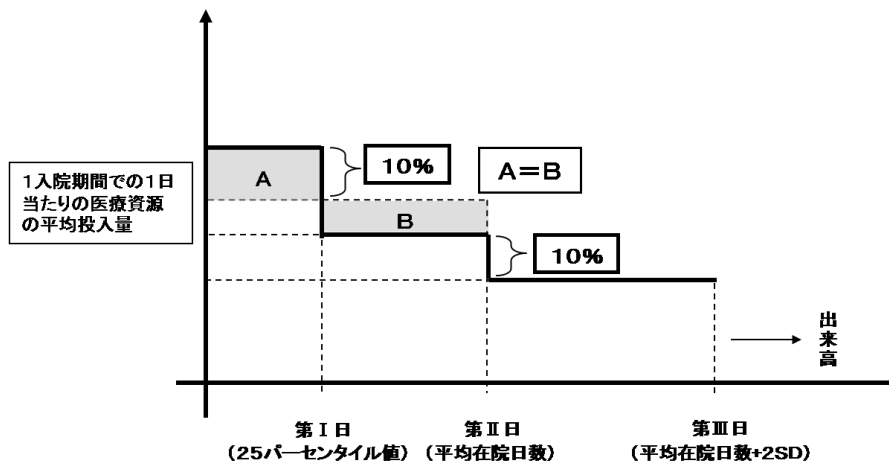 1入院期間での1日
当たりの医療資源
の平均投入量
A
10%
A=B
B
10%
出
来
高
第Ⅰ日
(25パーセンタイル値)
第Ⅱ日
(平均在院日数)
第Ⅲ日
(平均在院日数+2SD)